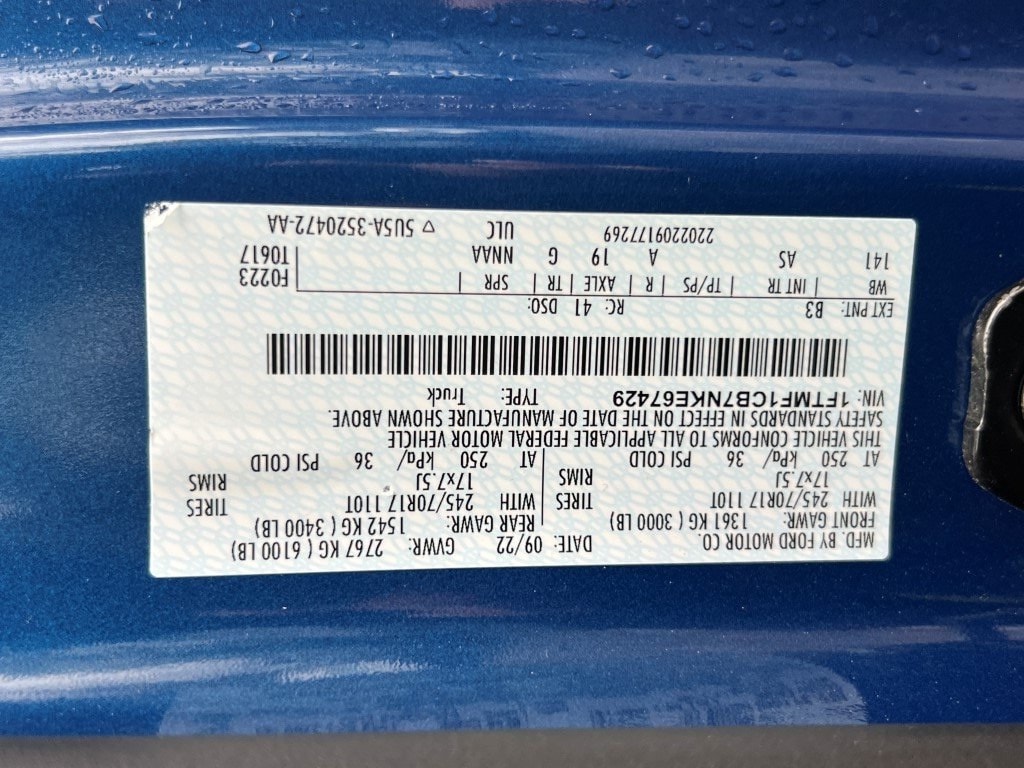 MFD. BY FORD MOTOR CO. DATE: 09/22 GVWR: 2767 KG ( 6100 LB)
FRONT GAWR: 1361 KG ( 3000 LB) REAR GAWR: 1542 KG ( 3400 LB)
WITH 245/70R17 110T TIRES WITH 245/70R17 110T TIRES
17x7.5J RIMS 17x7.5J RIMS
AT 250 kPa/ 36 PSI COLD AT 250 kPa/ 36 PSI COLD
THIS VEHICLE CONFORMS TO ALL APPLICABLE FEDERAL MOTOR VEHICLE
SAFETY STANDARDS IN EFFECT ON THE DATE OF MANUFACTURE SHOWN ABOVE.
VIN: 1FTMF1CB7NKE67429 TYPE: Truck
EXT PNT: B3 RC: 41 DSO:
WB | INT TR | TP/PS | R | AXLE | TR | SPR | F0223
141 AS A 19 G NNAA T0617
2202209177269 ULC ▽ 5U5A-3520472-AA